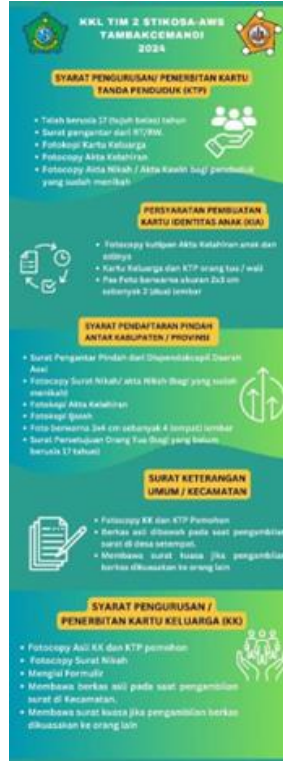 KKL TIM 2 STIKOSA-AWS
TAMBAKCEMANDI
2024
SYARAT PENGURUSAN/ PENERBITAN KARTU
TANDA PENDUDUK (KTP)
• Telah berusia 17 (tujuh belas) tahun
• Surat pengantar dari RT/RW.
• Fotokopi Kartu Keluarga
• Fotocopy Akta Kelahiran
• Fotocopy Akta Nikah / Akta Kawin bagi penduduk
yang sudah menikah
PERSYARATAN PEMBUATAN
KARTU IDENTITAS ANAK (KIA)
• Fotocopy kutipan Akta Kelahiran anak dan
aslinya
• Kartu Keluarga dan KTP orang tua / wali
• Pas Foto berwarna ukuran 2x3 cm
sebanyak 2 (dua) lembar
SYARAT PENDAFTARAN PINDAH
ANTAR KABUPATEN / PROVINSI
• Surat Pengantar Pindah dari Dispendukcapil Daerah
Asal
• Fotocopy Surat Nikah/ akta Nikah (bagi yang sudah
menikah)
• Fotokopi Akta Kelahiran
• Fotokopi Ijasah
• Foto berwarna 3x4 cm sebanyak 4 (empat) lembar
• Surat Persetujuan Orang Tua (bagi yang belum
berusia 17 tahun)
SURAT KETERANGAN
UMUM / KECAMATAN
• Fotocopy KK dan KTP Pemohon
• Berkas asli dibawah pada saat pengambilan
surat di desa setempat.
• Membawa surat kuasa jika pengambilan
berkas dikuasakan ke orang lain
SYARAT PENGURUSAN /
PENERBITAN KARTU KELUARGA (KK)
• Fotocopy Asli KK dan KTP pemohon
• Fotocopy Surat Nikah
• Mengisi Formulir
• Membawa berkas asli pada saat pengambilan
surat di Kecamatan.
• Membawa surat kuasa jika pengambilan berkas
dikuasakan ke orang lain